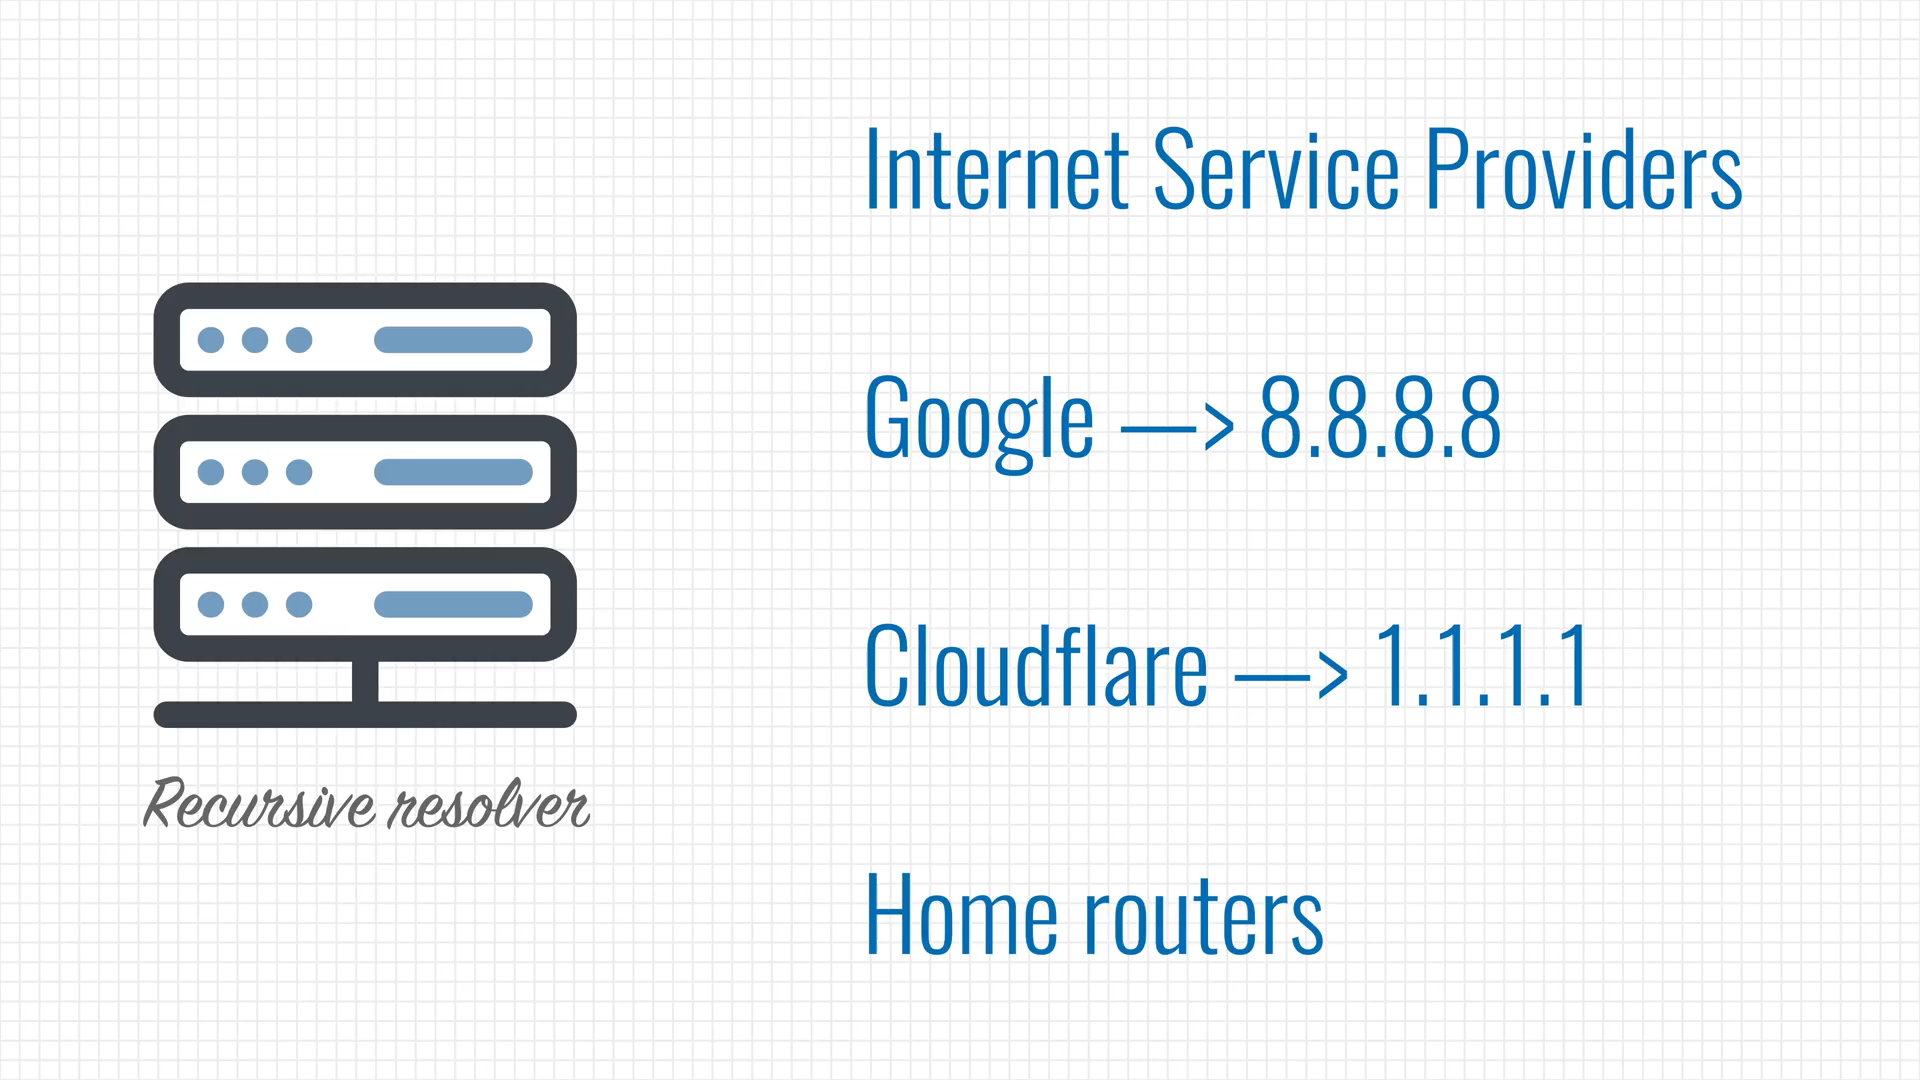 Internet Service Providers
Google —> 8.8.8.8
Cloudflare —> 1.1.1.1
Home routers
Recursive resolver